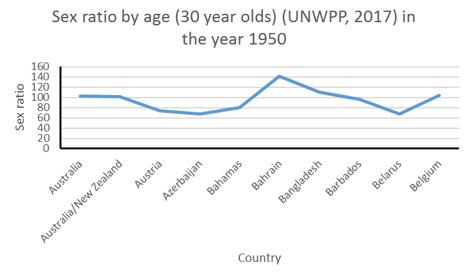 Sex ratio by age (30 year olds) (UNWPP, 2017) in
the year 1950
160
140
120
100
80
60
40
20
0
Sex ratio
Australia
Australia/New Zealand
Austria
Azerbaijan
Bahamas
Bahrain
Bangladesh
Barbados
Belarus
Belgium
Country